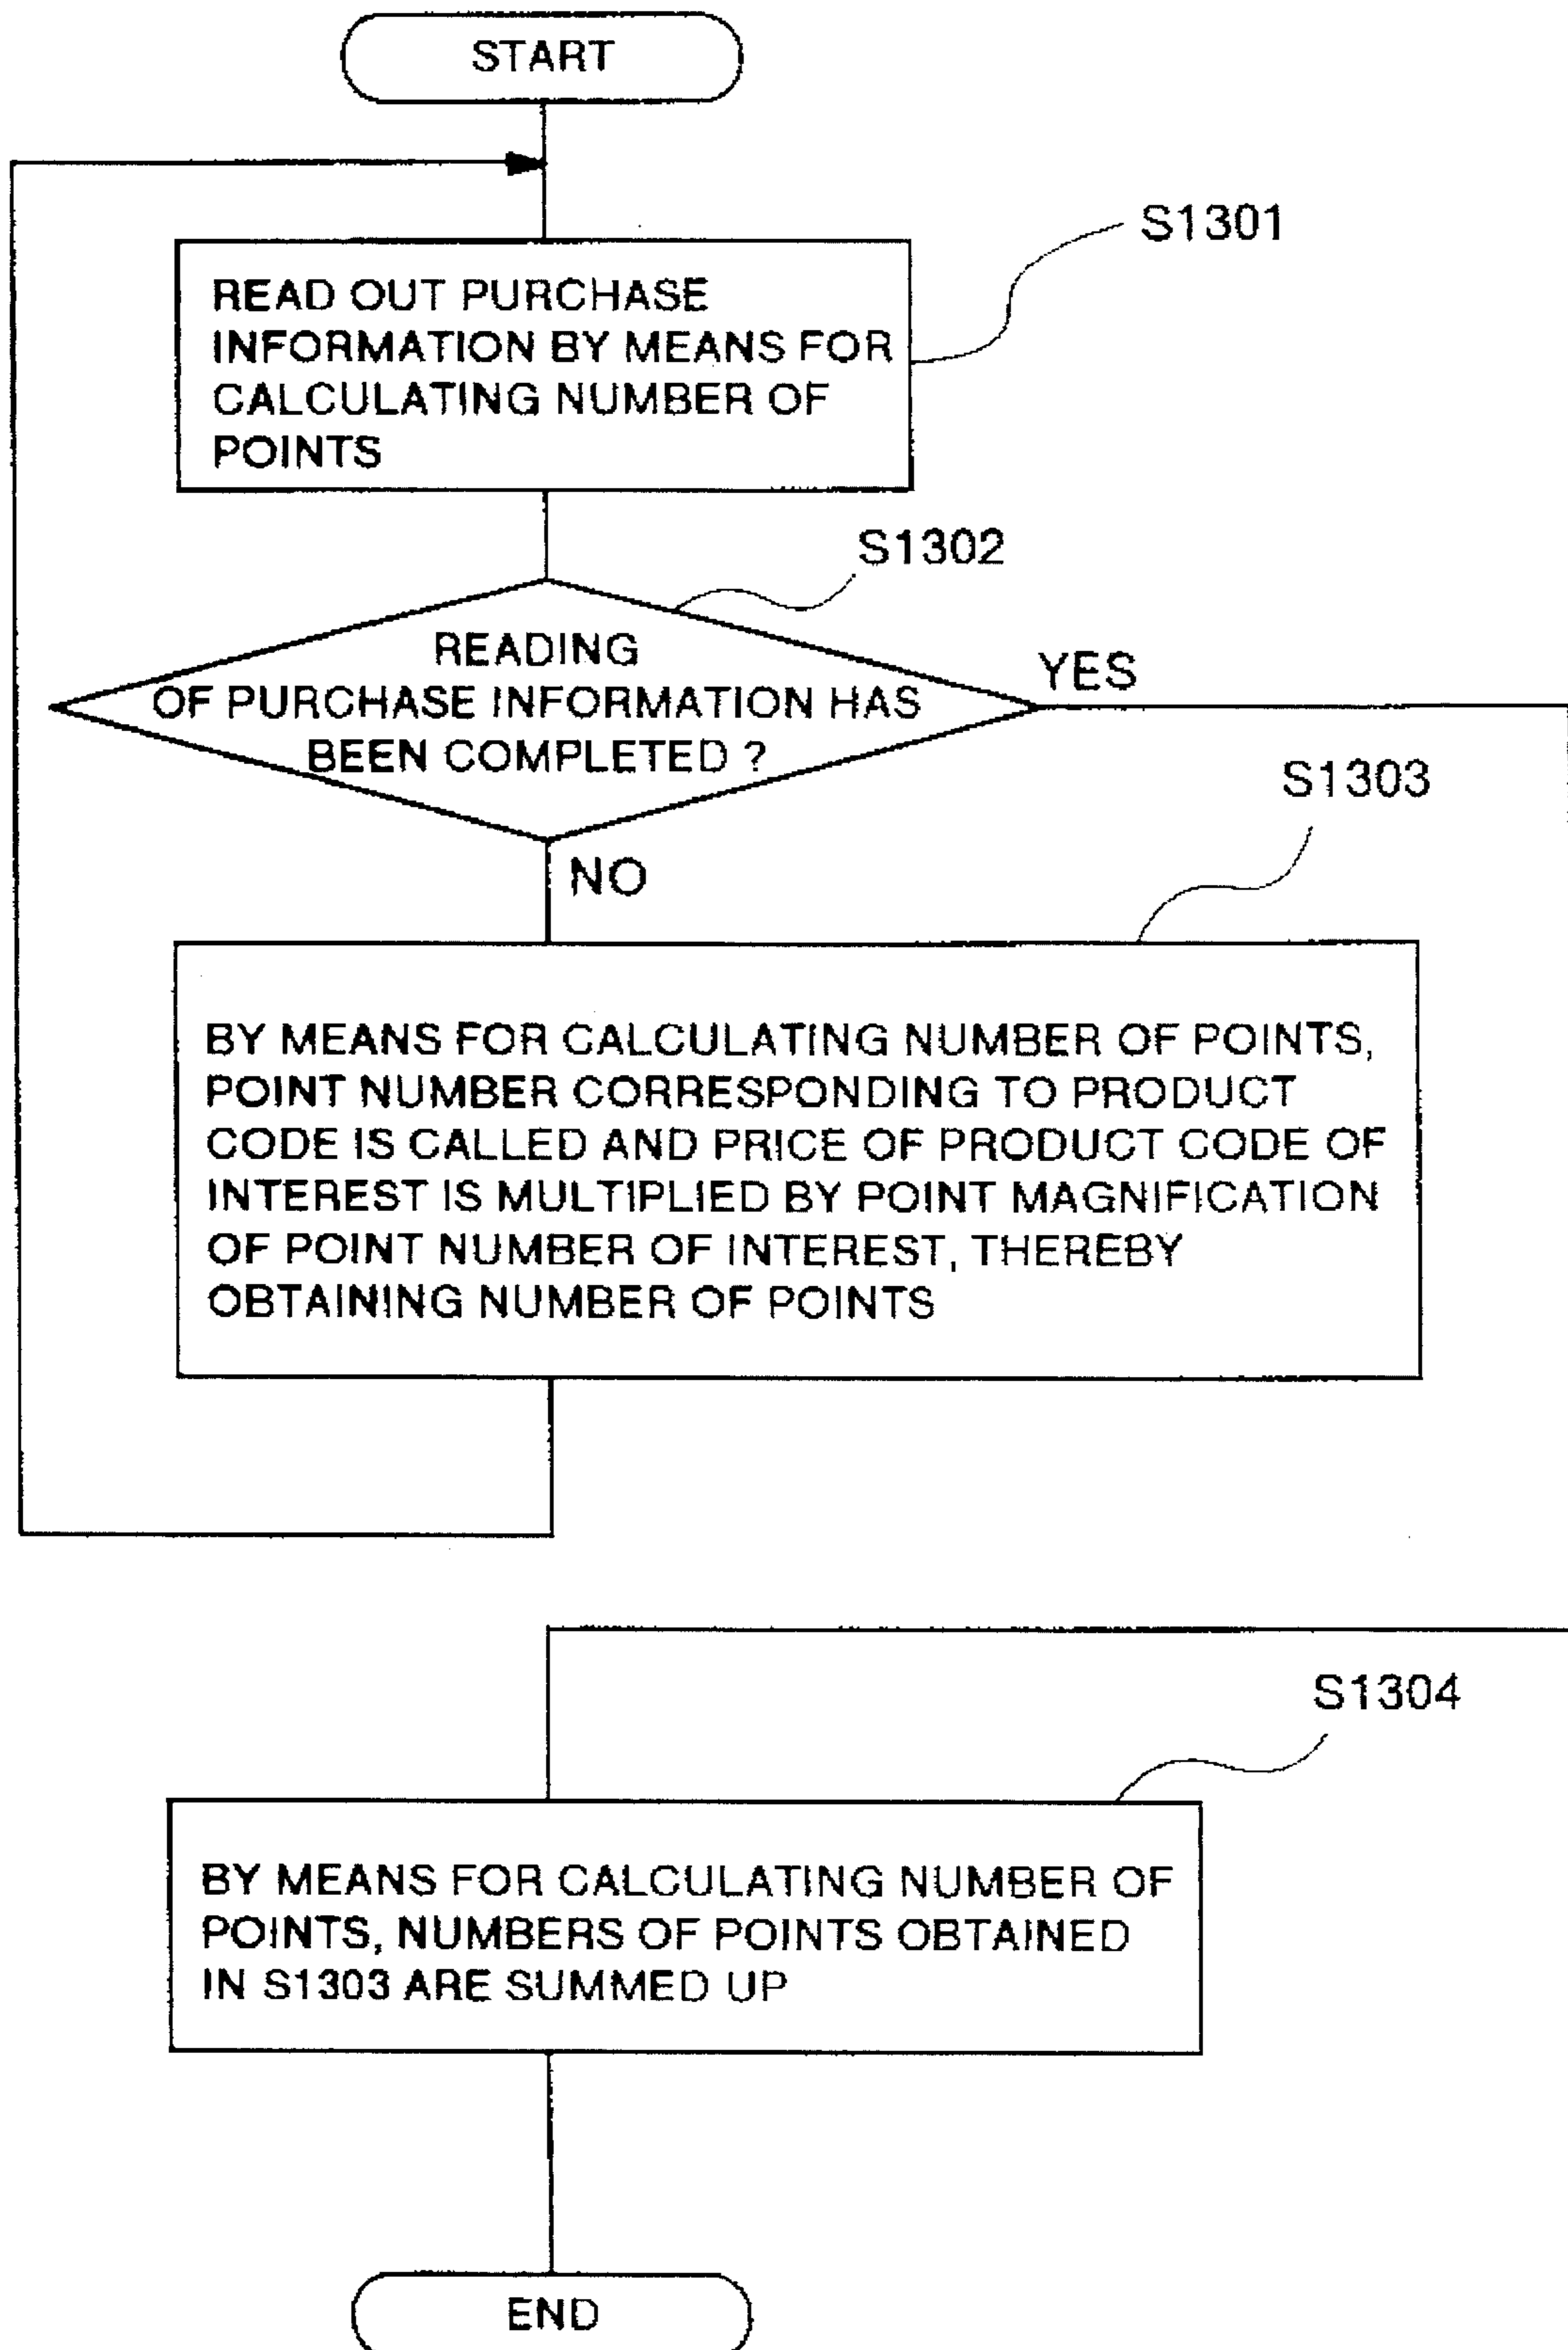 START
S1301
READ OUT PURCHASE
INFORMATION BY MEANS FOR
CALCULATING NUMBER OF
POINTS
S1302
READING
OF PURCHASE INFORMATION HAS
BEEN COMPLETED ?
YES
NO
S1303
BY MEANS FOR CALCULATING NUMBER OF POINTS,
POINT NUMBER CORRESPONDING TO PRODUCT
CODE IS CALLED AND PRICE OF PRODUCT CODE OF
INTEREST IS MULTIPLIED BY POINT MAGNIFICATION
OF POINT NUMBER OF INTEREST, THEREBY
OBTAINING NUMBER OF POINTS
S1304
BY MEANS FOR CALCULATING NUMBER OF
POINTS, NUMBERS OF POINTS OBTAINED
IN S1303 ARE SUMMED UP
END